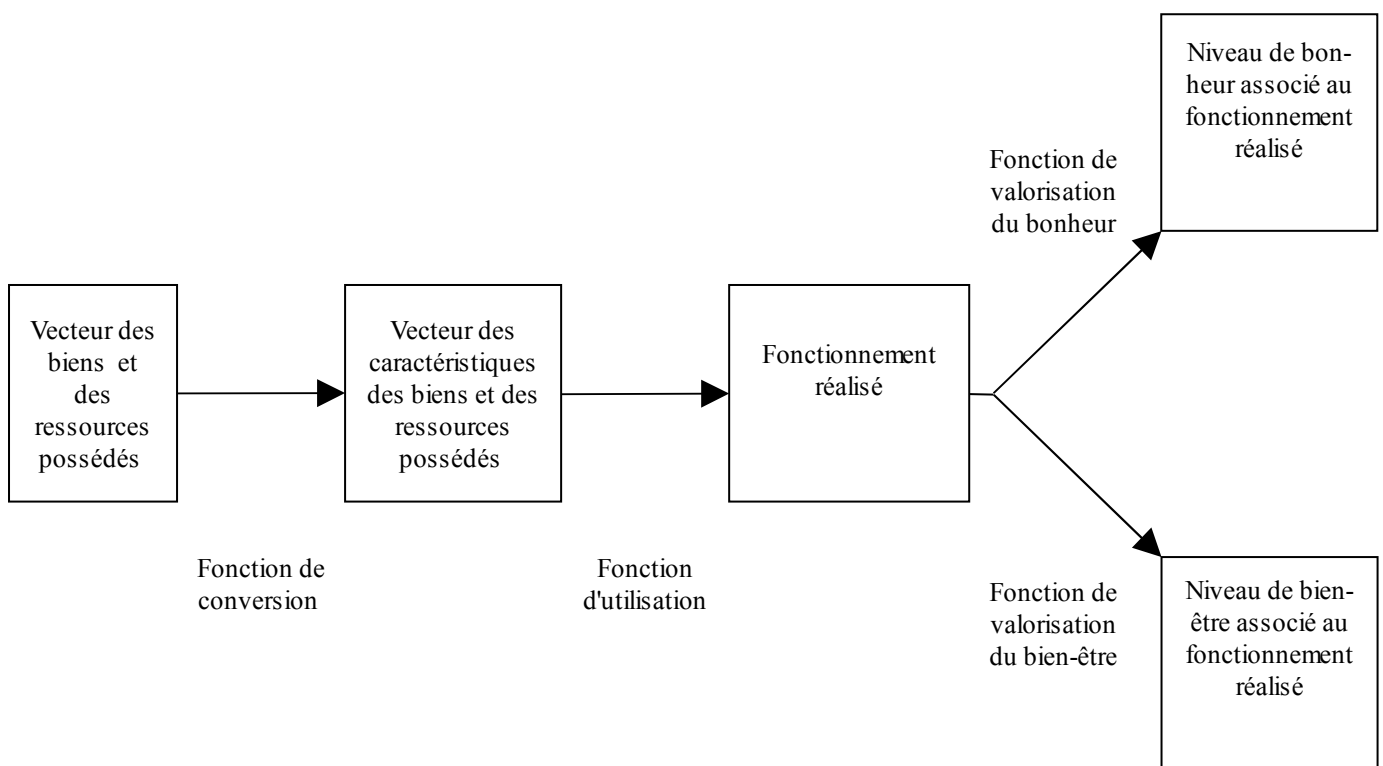 Niveau de bon-
heur associé au
fonctionnement
réalisé
Fonction de
valorisation
du bonheur
Vecteur des
biens et
des
ressources
possédés
Vecteur des
caractéristiques
des biens et des
ressources
possédés
Fonctionnement
réalisé
Fonction de
conversion
Fonction
d'utilisation
Fonction de
valorisation
du bien-être
Niveau de bien-
être associé au
fonctionnement
réalisé